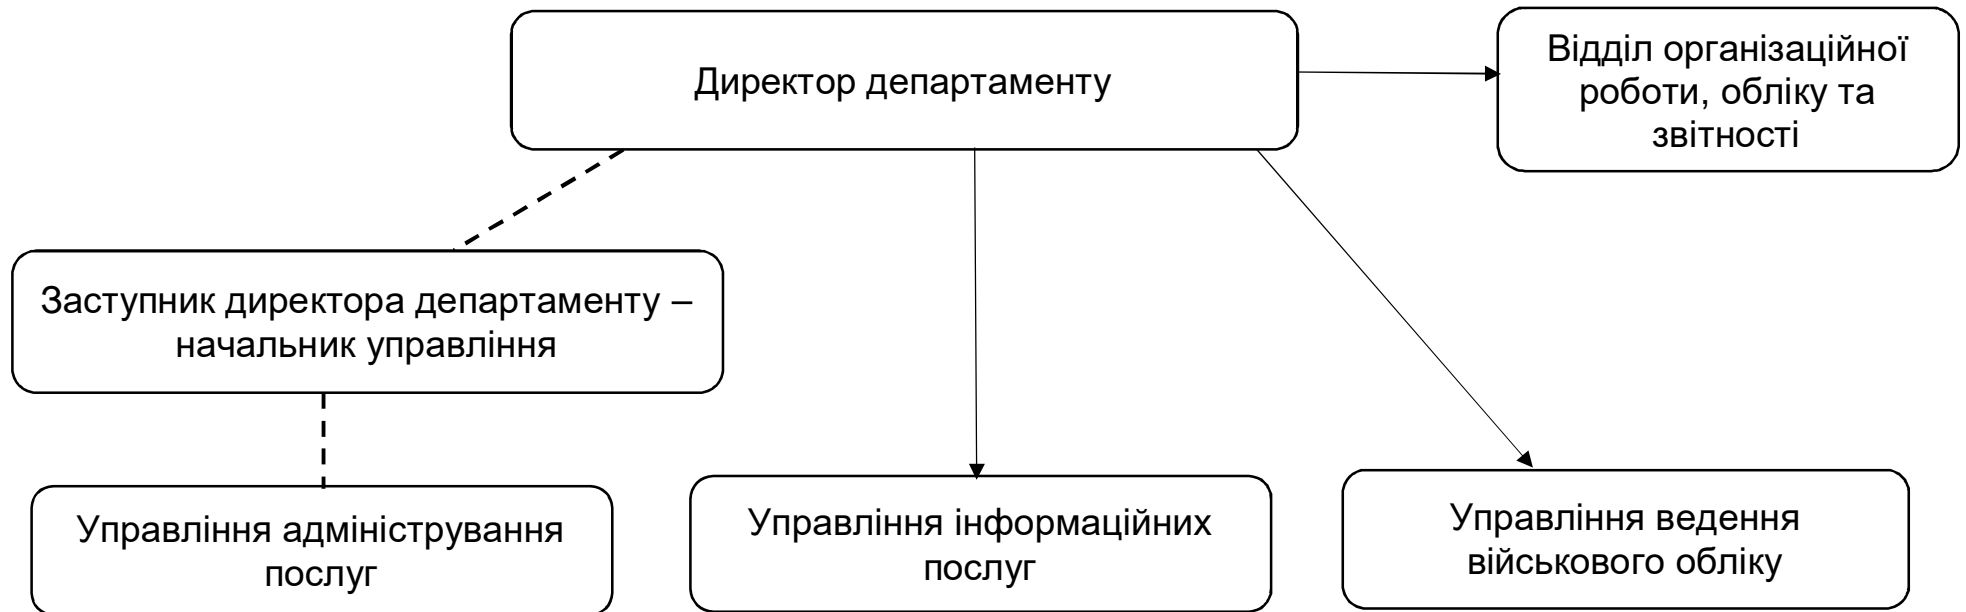 Директор департаменту
Відділ організаційної
роботи, обліку та
звітності
Заступник директора департаменту –
начальник управління
Управління адміністрування
послуг
Управління інформаційних
послуг
Управління ведення
військового обліку